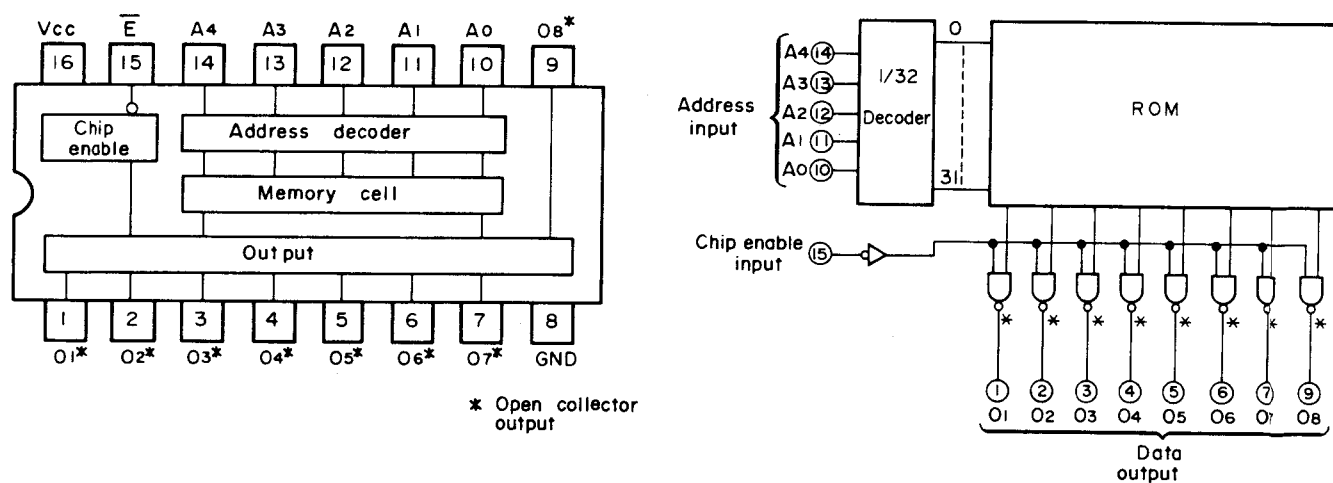 Vcc E A4 A3 A2 A1 A0 O8*
16 15 14 13 12 11 10 9
Chip
enable
Address decoder
Memory cell
Output
1 2 3 4 5 6 7 8
O1* O2* O3* O4* O5* O6* O7* GND
* Open collector
output
Address
input
A4 14
A3 13
A2 12
A1 11
A0 10
1/32
Decoder
0
31
ROM
Chip enable
input
15
* * * * * * * *
1 2 3 4 5 6 7 9
O1 O2 O3 O4 O5 O6 O7 O8
Data
output